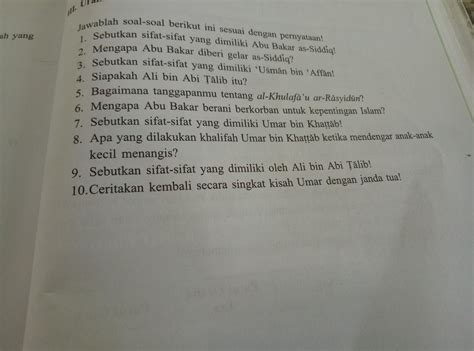 III.
ah yang
Jawablah soal-soal berikut ini sesuai dengan pernyataan!
1. Sebutkan sifat-sifat yang dimiliki Abu Bakar as-Siddiq!
2. Mengapa Abu Bakar diberi gelar as-Siddiq?
3. Sebutkan sifat-sifat yang dimiliki 'Uṡmān bin 'Affān!
4. Siapakah Ali bin Abi Ṭālib itu?
5. Bagaimana tanggapanmu tentang al-Khulafā'u ar-Rāsyidūn?
6. Mengapa Abu Bakar berani berkorban untuk kepentingan Islam?
7. Sebutkan sifat-sifat yang dimiliki Umar bin Khaṭṭāb!
8. Apa yang dilakukan khalifah Umar bin Khaṭṭāb ketika mendengar anak-anak
kecil menangis?
9. Sebutkan sifat-sifat yang dimiliki oleh Ali bin Abi Ṭālib!
10.Ceritakan kembali secara singkat kisah Umar dengan janda tua!